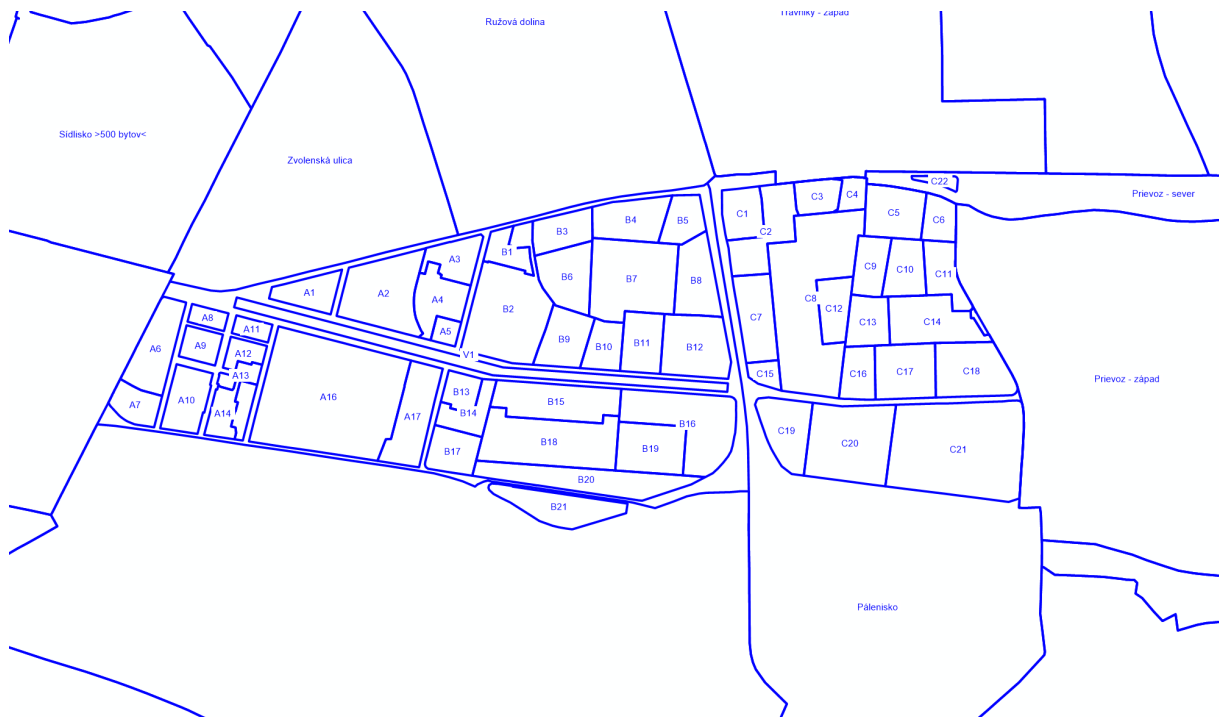 Trávniky - západ
Ružová dolina
Sídlisko >500 bytov<
Zvolenská ulica
C22
Prievoz - sever
C3
C4
C1
C2
C5
C6
B4
B5
B3
B1
A3
B6
B7
B8
C9
C10
C11
A1
A2
A4
C8
C12
B2
A8
A11
A5
C7
C13
C14
A6
A9
A12
V1
B9
B10
B11
B12
A13
C15
C16
C17
C18
Prievoz - západ
A7
A10
A14
A16
A17
B13
B14
B15
B16
B17
B18
B19
C19
C20
C21
B20
B21
Pálenisko